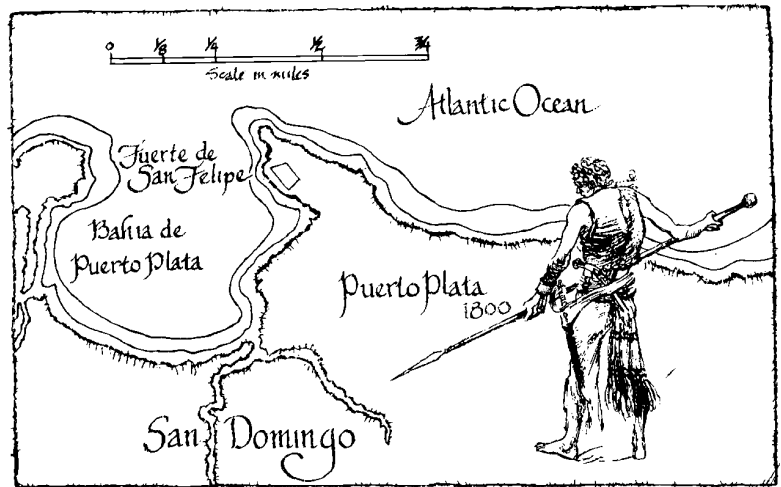 0 1/8 1/4 1/2 3/4
Scale in miles
Atlantic Ocean
Fuerte de
San Felipe
Bahia de
Puerto Plata
Puerto Plata
1800
San Domingo